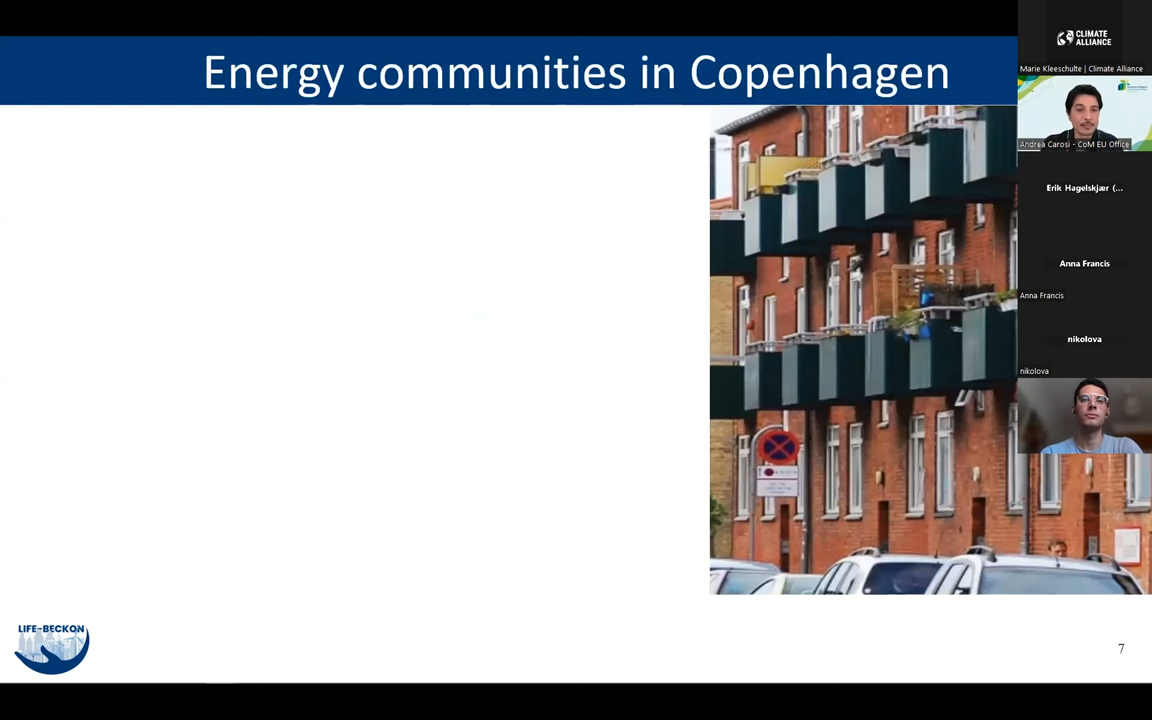 Energy communities in Copenhagen
CLIMATE
ALLIANCE
Marie Kleeschulte | Climate Alliance
Andrea Carosi - CoM EU Office
Erik Hagelskjær (...
Anna Francis
Anna Francis
nikolova
nikolova
LIFE-BECKON
7